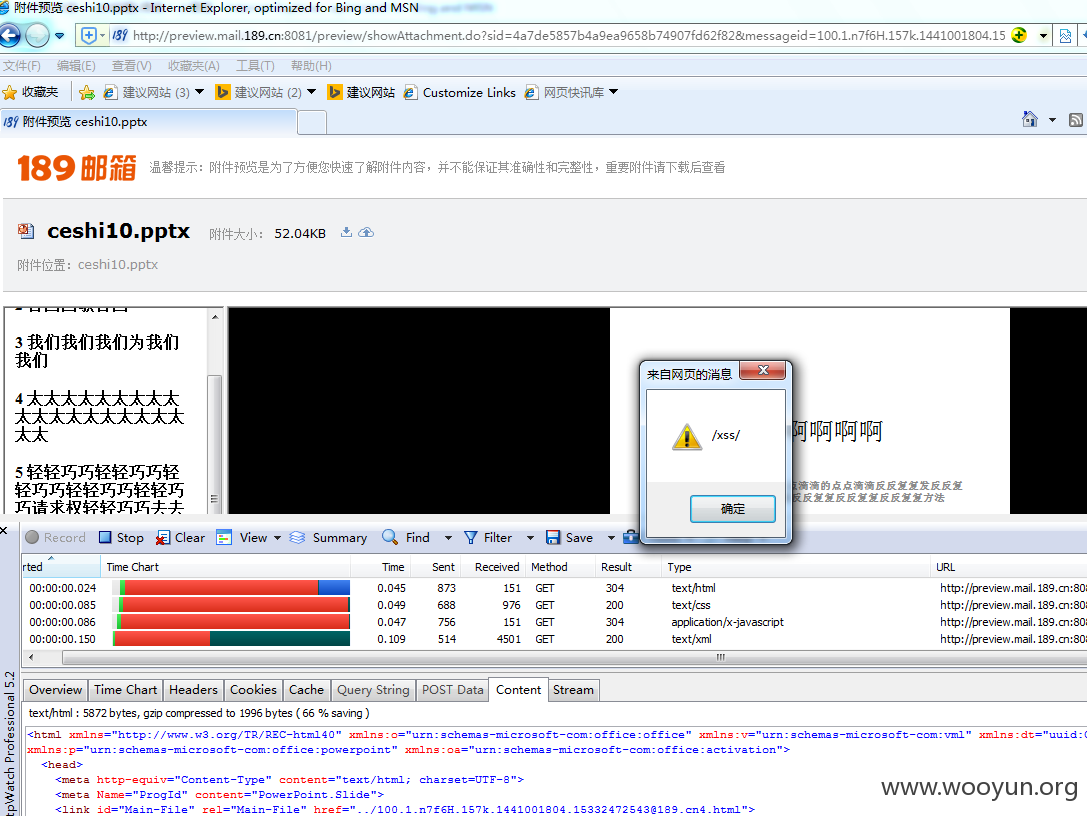 附件预览 ceshi10.pptx - Internet Explorer, optimized for Bing and MSN
189 http://preview.mail.189.cn:8081/preview/showAttachment.do?sid=4a7de5857b4a9ea9658b74907fd62f82&messageid=100.1.n7f6H.157k.1441001804.15
文件(F) 编辑(E) 查看(V) 收藏夹(A) 工具(T) 帮助(H)
收藏夹 建议网站 (3) 建议网站 (2) 建议网站 Customize Links 网页快讯库
189 附件预览 ceshi10.pptx
189邮箱 温馨提示：附件预览是为了方便您快速了解附件内容，并不能保证其准确性和完整性，重要附件请下载后查看
ceshi10.pptx 附件大小： 52.04KB
附件位置：ceshi10.pptx
3 我们我们我们为我们
我们
4 太太太太太太太太太
太太太太太太太太太太
太太
5 轻轻巧巧轻轻巧巧轻
轻巧巧轻轻巧巧轻轻巧
巧请求权轻轻巧巧去去
来自网页的消息
/xss/
确定
啊啊啊啊
点滴滴的点点滴滴反反复复发反反复
反反复复反反复复反反复复方法
Record Stop Clear View Summary Find Filter Save
rted Time Chart Time Sent Received Method Result Type URL
00:00:00.024 0.045 873 151 GET 304 text/html http://preview.mail.189.cn:808
00:00:00.085 0.049 688 976 GET 200 text/css http://preview.mail.189.cn:808
00:00:00.086 0.047 756 151 GET 304 application/x-javascript http://preview.mail.189.cn:808
00:00:00.150 0.109 514 4501 GET 200 text/xml http://preview.mail.189.cn:808
Overview Time Chart Headers Cookies Cache Query String POST Data Content Stream
text/html : 5872 bytes, gzip compressed to 1996 bytes ( 66 % saving )
<html xmlns="http://www.w3.org/TR/REC-html40" xmlns:o="urn:schemas-microsoft-com:office:office" xmlns:v="urn:schemas-microsoft-com:vml" xmlns:dt="uuid:C
xmlns:p="urn:schemas-microsoft-com:office:powerpoint" xmlns:oa="urn:schemas-microsoft-com:office:activation">
<head>
<meta http-equiv="Content-Type" content="text/html; charset=UTF-8">
<meta Name="ProgId" content="PowerPoint.Slide">
<link id="Main-File" rel="Main-File" href="../100.1.n7f6H.157k.1441001804.15332472543@189.cn4.html">
tpWatch Professional 5.2
www.wooyun.org